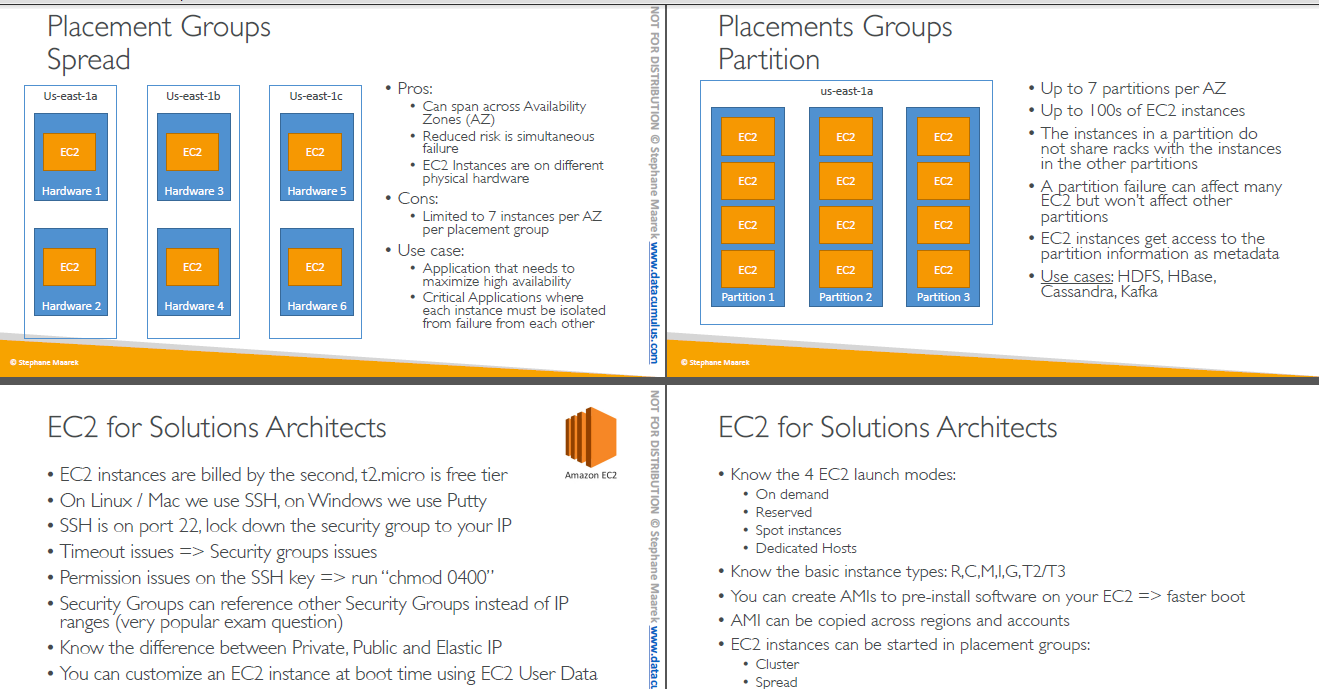 Placement Groups
Spread
Us-east-1a
Us-east-1b
Us-east-1c
EC2
EC2
EC2
Hardware 1
Hardware 3
Hardware 5
EC2
EC2
EC2
Hardware 2
Hardware 4
Hardware 6
• Pros:
• Can span across Availability
Zones (AZ)
• Reduced risk is simultaneous
failure
• EC2 Instances are on different
physical hardware
• Cons:
• Limited to 7 instances per AZ
per placement group
• Use case:
• Application that needs to
maximize high availability
• Critical Applications where
each instance must be isolated
from failure from each other
© Stephane Maarek
NOT FOR DISTRIBUTION © Stephane Maarek www.datacumulus.com
Placements Groups
Partition
us-east-1a
EC2
EC2
EC2
EC2
EC2
EC2
EC2
EC2
EC2
EC2
EC2
EC2
Partition 1
Partition 2
Partition 3
• Up to 7 partitions per AZ
• Up to 100s of EC2 instances
• The instances in a partition do
not share racks with the instances
in the other partitions
• A partition failure can affect many
EC2 but won't affect other
partitions
• EC2 instances get access to the
partition information as metadata
• Use cases: HDFS, HBase,
Cassandra, Kafka
© Stephane Maarek
EC2 for Solutions Architects
Amazon EC2
• EC2 instances are billed by the second, t2.micro is free tier
• On Linux / Mac we use SSH, on Windows we use Putty
• SSH is on port 22, lock down the security group to your IP
• Timeout issues => Security groups issues
• Permission issues on the SSH key => run “chmod 0400”
• Security Groups can reference other Security Groups instead of IP
ranges (very popular exam question)
• Know the difference between Private, Public and Elastic IP
• You can customize an EC2 instance at boot time using EC2 User Data
NOT FOR DISTRIBUTION © Stephane Maarek www.datacu
EC2 for Solutions Architects
• Know the 4 EC2 launch modes:
• On demand
• Reserved
• Spot instances
• Dedicated Hosts
• Know the basic instance types: R,C,M,I,G,T2/T3
• You can create AMIs to pre-install software on your EC2 => faster boot
• AMI can be copied across regions and accounts
• EC2 instances can be started in placement groups:
• Cluster
• Spread